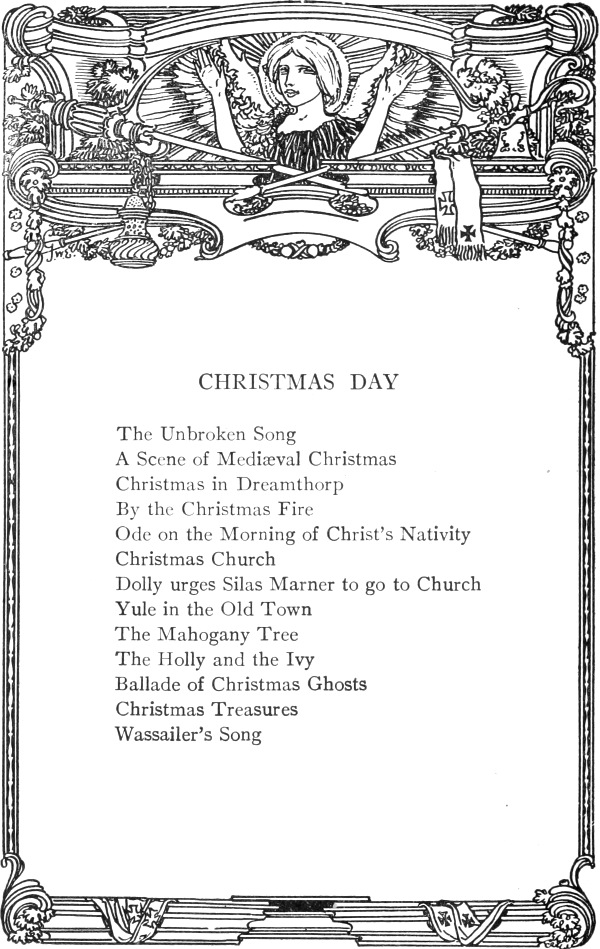 J.W.S.
CHRISTMAS DAY
The Unbroken Song
A Scene of Mediæval Christmas
Christmas in Dreamthorp
By the Christmas Fire
Ode on the Morning of Christ's Nativity
Christmas Church
Dolly urges Silas Marner to go to Church
Yule in the Old Town
The Mahogany Tree
The Holly and the Ivy
Ballade of Christmas Ghosts
Christmas Treasures
Wassailer's Song